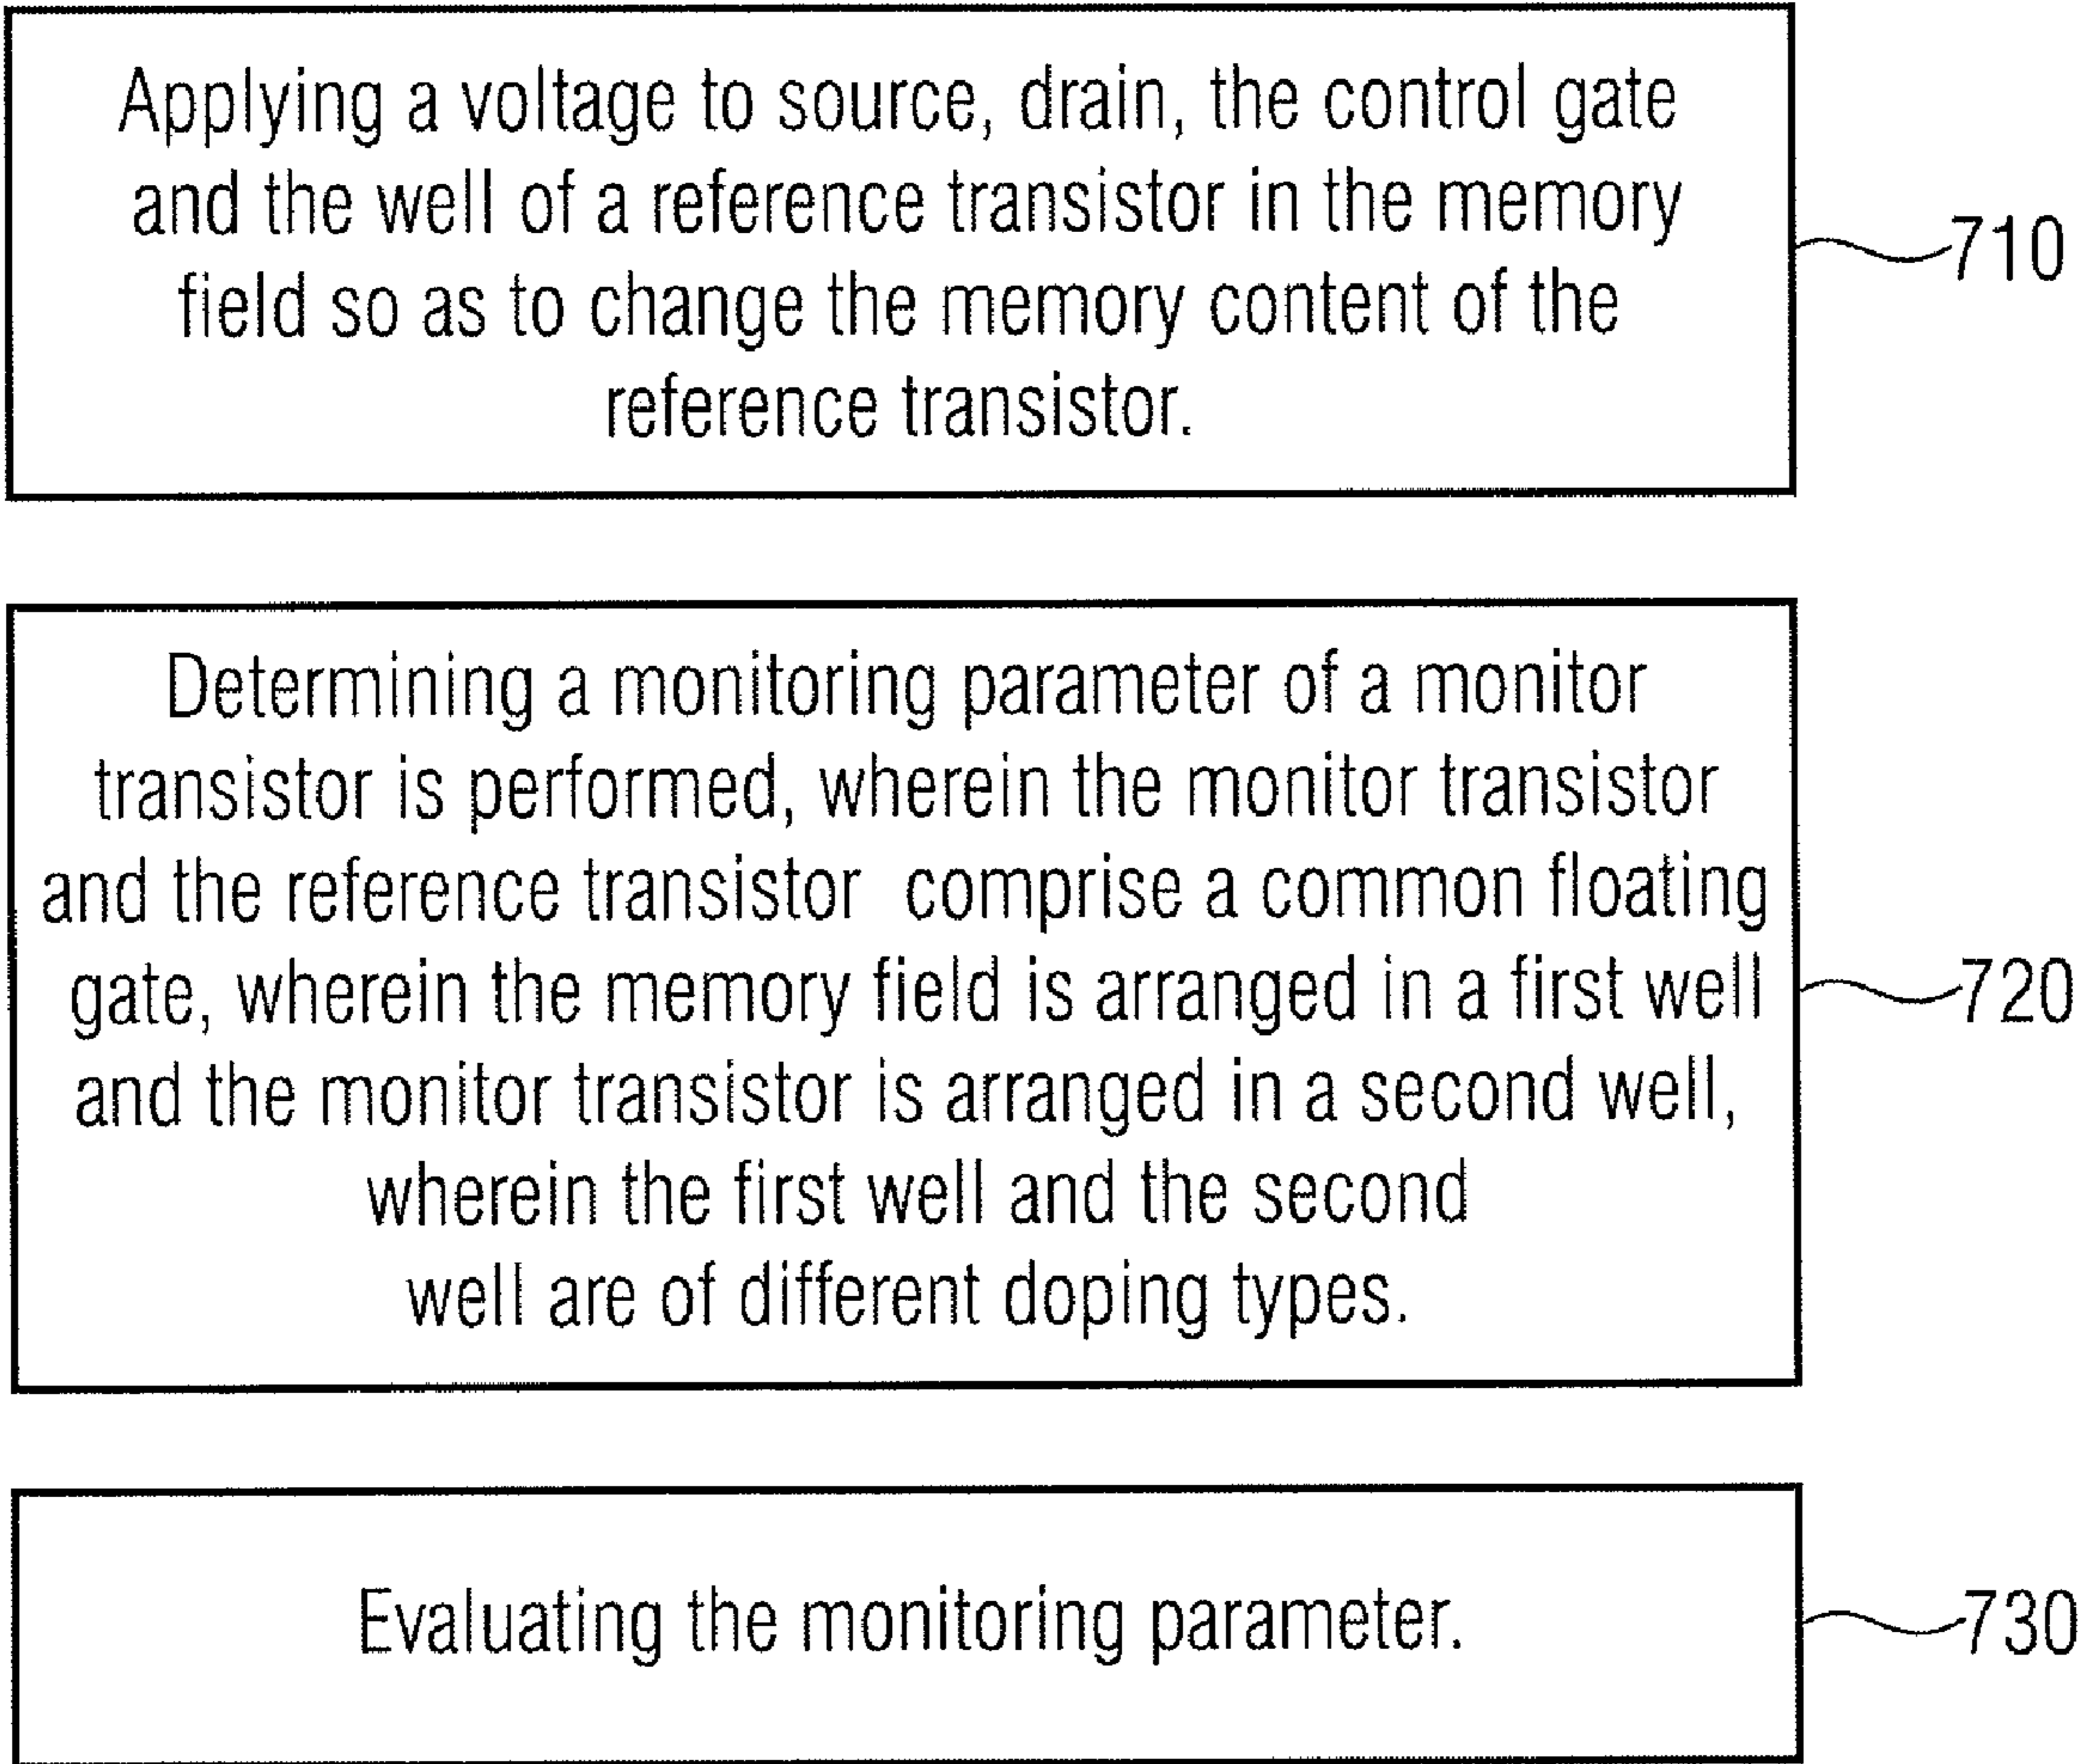 Applying a voltage to source, drain, the control gate
and the well of a reference transistor in the memory
field so as to change the memory content of the
reference transistor.
710
Determining a monitoring parameter of a monitor
transistor is performed, wherein the monitor transistor
and the reference transistor comprise a common floating
gate, wherein the memory field is arranged in a first well
and the monitor transistor is arranged in a second well,
wherein the first well and the second
well are of different doping types.
720
Evaluating the monitoring parameter.
730